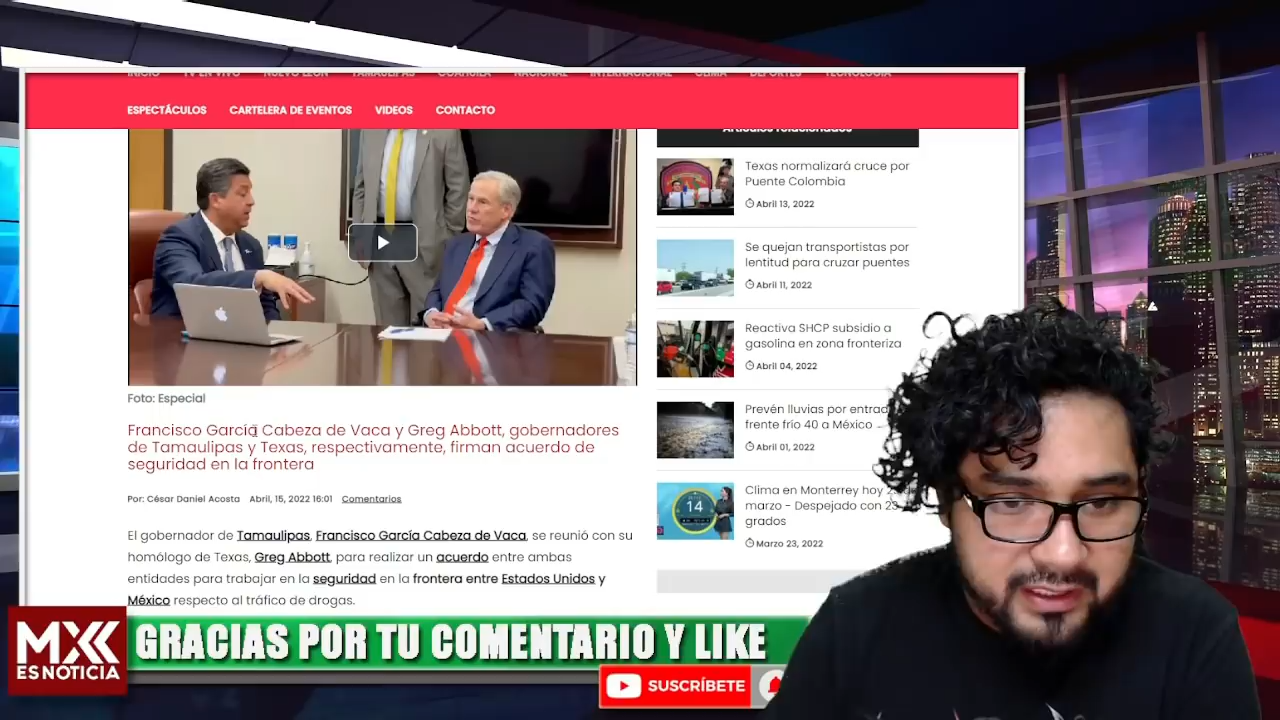 INICIO TV EN VIVO NUEVO LEÓN TAMAULIPAS COAHUILA NACIONAL INTERNACIONAL CLIMA DEPORTES TECNOLOGÍA
ESPECTÁCULOS CARTELERA DE EVENTOS VIDEOS CONTACTO
Artículos relacionados
Texas normalizará cruce por
Puente Colombia
Abril 13, 2022
Se quejan transportistas por
lentitud para cruzar puentes
Abril 11, 2022
Reactiva SHCP subsidio a
gasolina en zona fronteriza
Abril 04, 2022
Prevén lluvias por entrada
frente frío 40 a México
Abril 01, 2022
14
Clima en Monterrey hoy
marzo - Despejado con 23
grados
Marzo 23, 2022
Foto: Especial
Francisco García Cabeza de Vaca y Greg Abbott, gobernadores
de Tamaulipas y Texas, respectivamente, firman acuerdo de
seguridad en la frontera
Por: César Daniel Acosta Abril, 15, 2022 16:01 Comentarios
El gobernador de Tamaulipas, Francisco García Cabeza de Vaca, se reunió con su
homólogo de Texas, Greg Abbott, para realizar un acuerdo entre ambas
entidades para trabajar en la seguridad en la frontera entre Estados Unidos y
México respecto al tráfico de drogas.
MX
ES NOTICIA
GRACIAS POR TU COMENTARIO Y LIKE
SUSCRÍBETE